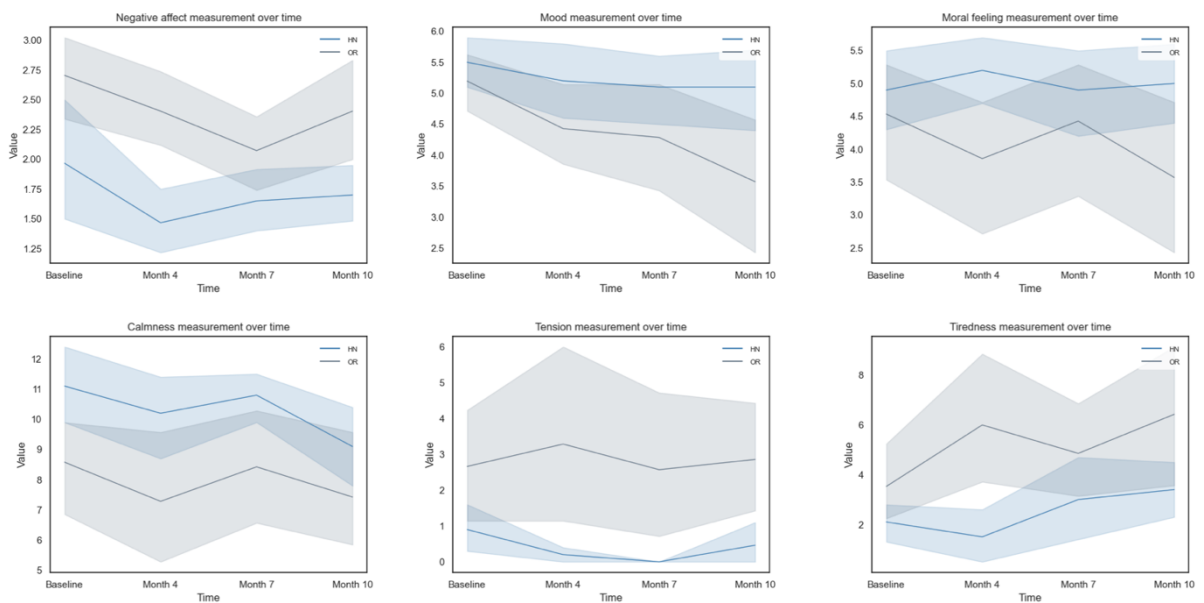 Negative affect measurement over time
HN
OR
3.00
2.75
2.50
2.25
2.00
1.75
1.50
1.25
Value
Baseline Month 4 Month 7 Month 10
Time
Mood measurement over time
HN
OR
6.0
5.5
5.0
4.5
4.0
3.5
3.0
2.5
Value
Baseline Month 4 Month 7 Month 10
Time
Moral feeling measurement over time
HN
OR
5.5
5.0
4.5
4.0
3.5
3.0
2.5
Value
Baseline Month 4 Month 7 Month 10
Time
Calmness measurement over time
HN
OR
12
11
10
9
8
7
6
5
Value
Baseline Month 4 Month 7 Month 10
Time
Tension measurement over time
HN
OR
6
5
4
3
2
1
0
Value
Baseline Month 4 Month 7 Month 10
Time
Tiredness measurement over time
HN
OR
8
6
4
2
Value
Baseline Month 4 Month 7 Month 10
Time